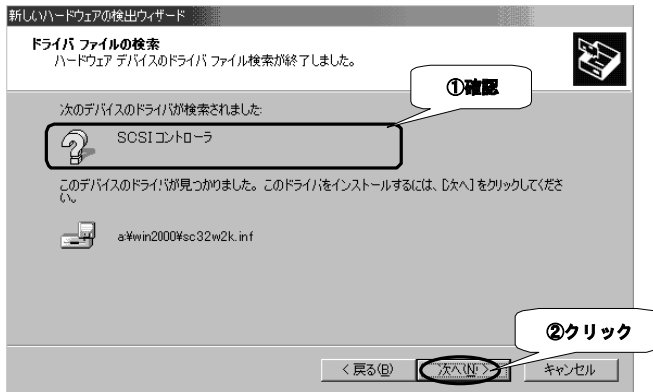 新しいハードウェアの検出ウィザード
ドライバ ファイルの検索
ハードウェア デバイスのドライバ ファイル検索が終了しました。
①確認
次のデバイスのドライバが検索されました:
SCSI コントローラ
このデバイスのドライバが見つかりました。このドライバをインストールするには、[次へ] をクリックしてくださ
い。
a:¥win2000¥sc32w2k.inf
②クリック
< 戻る(B)
次へ(N) >
キャンセル